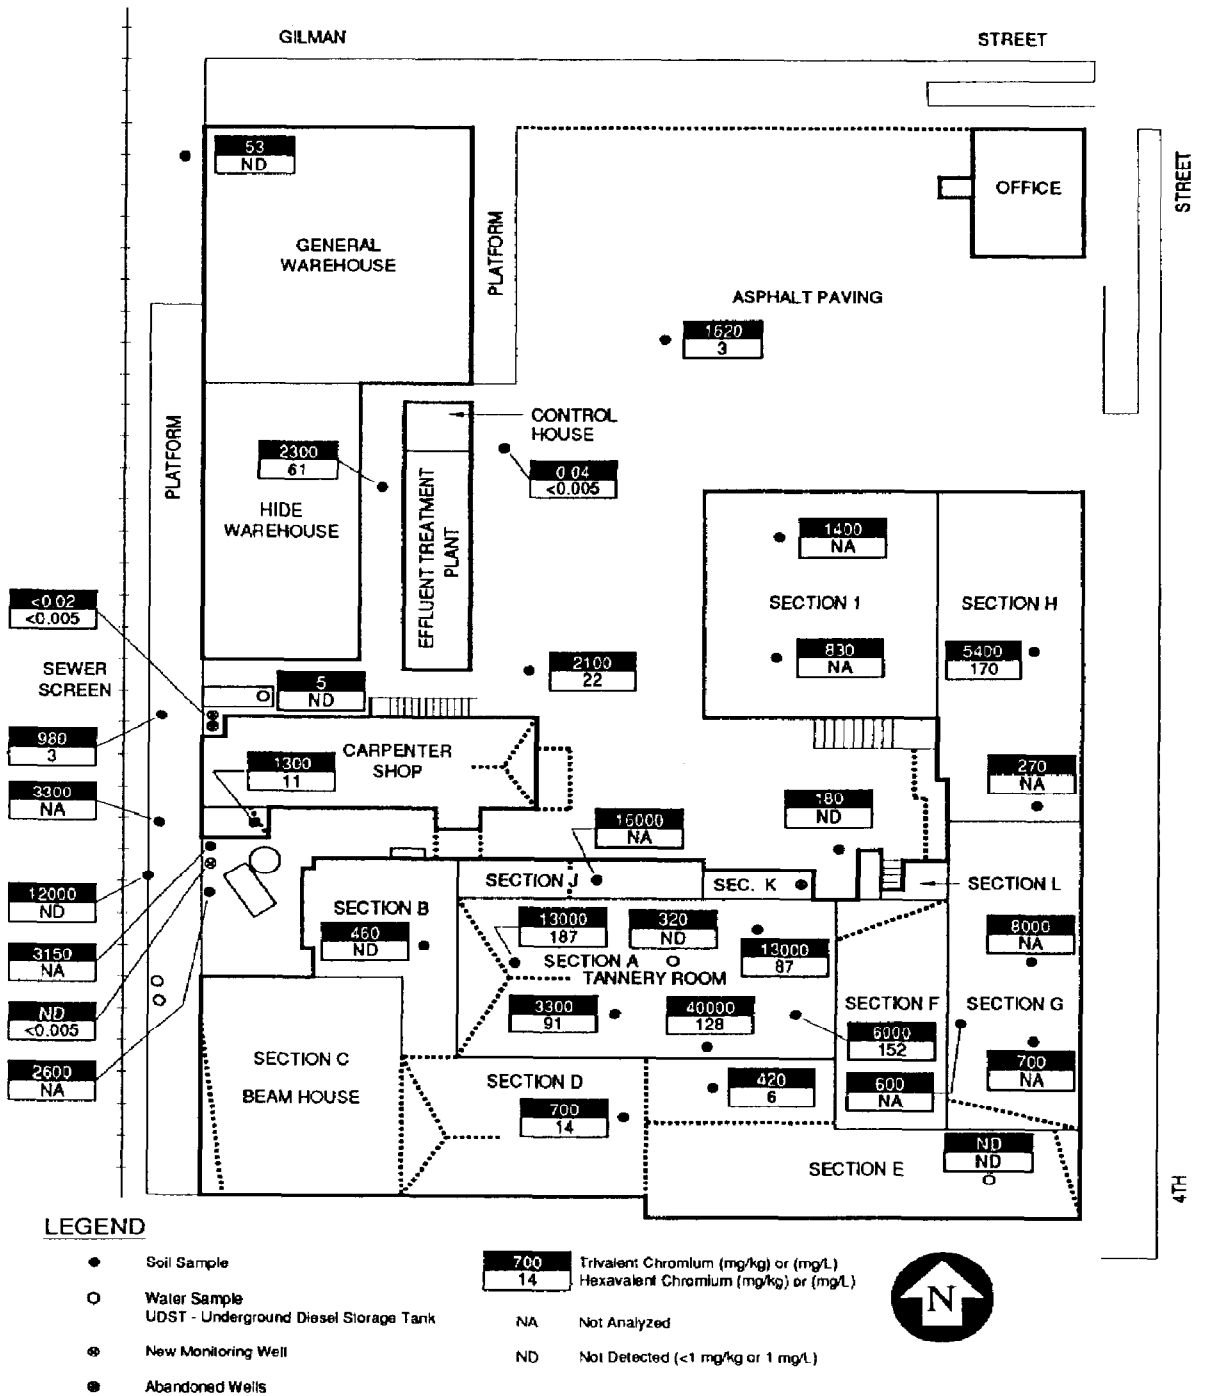 GILMAN
STREET
STREET
53
ND
OFFICE
GENERAL
WAREHOUSE
PLATFORM
ASPHALT PAVING
1620
3
PLATFORM
CONTROL
HOUSE
2300
61
0.04
<0.005
HIDE
WAREHOUSE
EFFLUENT TREATMENT
PLANT
1400
NA
SECTION 1
SECTION H
<0.02
<0.005
830
NA
5400
170
SEWER
SCREEN
5
ND
2100
22
980
3
CARPENTER
SHOP
1300
11
270
NA
3300
NA
180
ND
16000
NA
12000
ND
SECTION J
SEC. K
SECTION L
SECTION B
460
ND
13000
187
320
ND
8000
NA
3150
NA
SECTION A
TANNERY ROOM
13000
87
ND
<0.005
3300
91
40000
128
SECTION F
SECTION G
6000
152
2600
NA
SECTION C
BEAM HOUSE
SECTION D
700
14
420
6
600
NA
700
NA
ND
ND
SECTION E
4TH
LEGEND
Soil Sample
Water Sample
UDST - Underground Diesel Storage Tank
New Monitoring Well
Abandoned Wells
700
14
Trivalent Chromium (mg/kg) or (mg/L)
Hexavalent Chromium (mg/kg) or (mg/L)
NA
Not Analyzed
ND
Not Detected (<1 mg/kg or 1 mg/L)
N